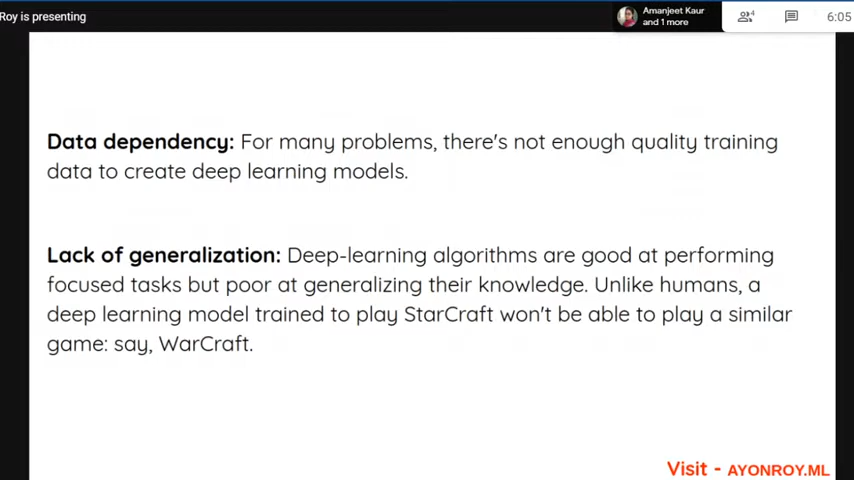 Roy is presenting
Amanjeet Kaur
and 1 more
4
6:05
Data dependency: For many problems, there's not enough quality training
data to create deep learning models.
Lack of generalization: Deep-learning algorithms are good at performing
focused tasks but poor at generalizing their knowledge. Unlike humans, a
deep learning model trained to play StarCraft won't be able to play a similar
game: say, WarCraft.
Visit - AYONROY.ML